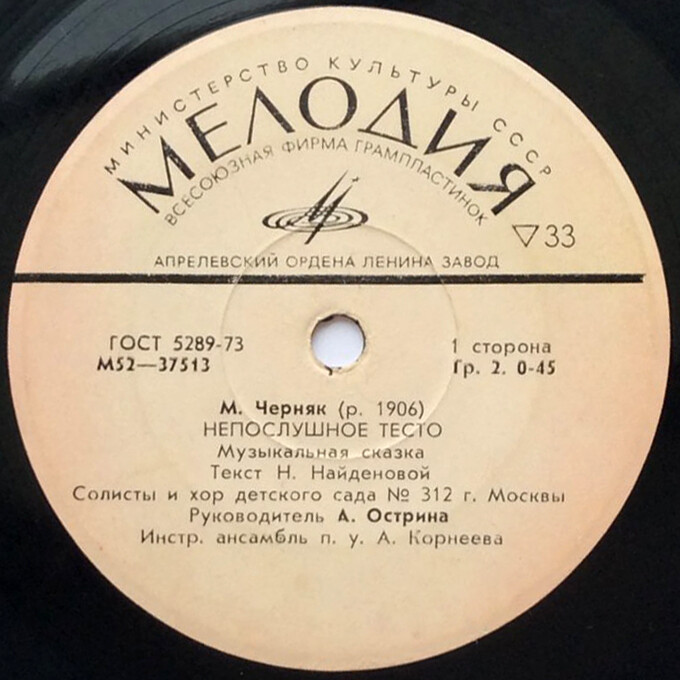 МИНИСТЕРСТВО КУЛЬТУРЫ СССР
МЕЛОДИЯ
ВСЕСОЮЗНАЯ ФИРМА ГРАМПЛАСТИНОК
▽33
АПРЕЛЕВСКИЙ ОРДЕНА ЛЕНИНА ЗАВОД
ГОСТ 5289-73
М52—37513
1 сторона
Гр. 2. 0-45
М. Черняк (р. 1906)
НЕПОСЛУШНОЕ ТЕСТО
Музыкальная сказка
Текст Н. Найденовой
Солисты и хор детского сада № 312 г. Москвы
Руководитель А. Острина
Инстр. ансамбль п. у. А. Корнеева